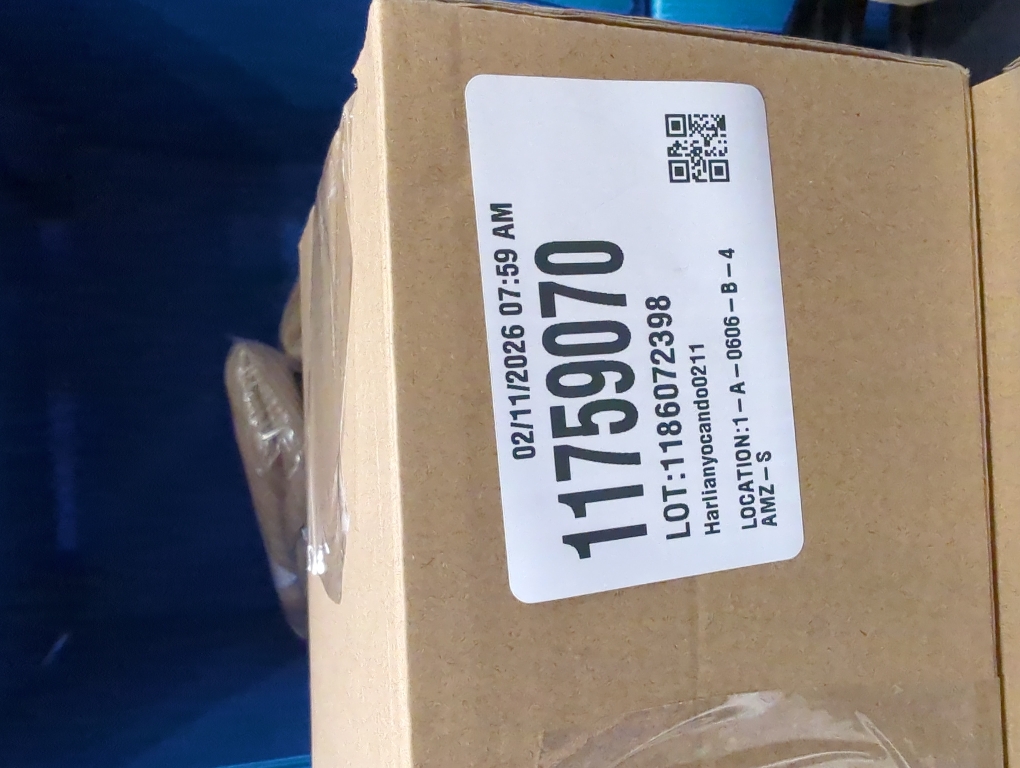 02/11/2026 07:59 AM
11759070
LOT:1186072398
Harlianyocando0211
LOCATION:1-A-0606-B-4
AMZ-S